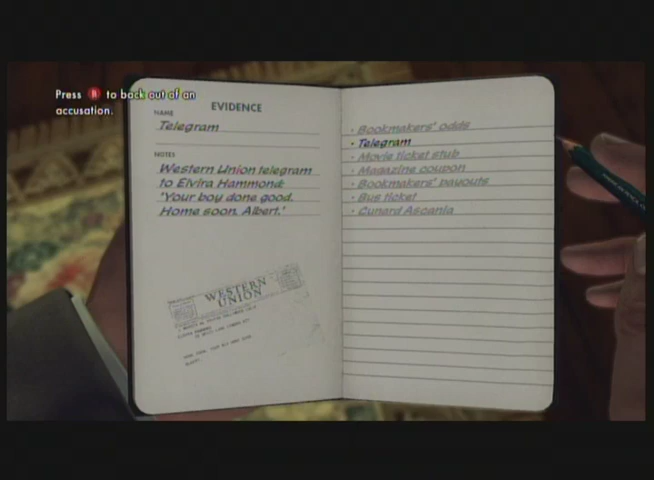 Press B to back out of an
accusation.
EVIDENCE
NAME
Telegram
NOTES
Western Union telegram
to Elvira Hammond:
'Your boy done good.
Home soon. Albert.'
WESTERN
UNION
• Bookmakers' odds
• Telegram
• Movie ticket stub
• Magazine coupon
• Bookmakers' payouts
• Bus ticket
• Cunard Ascania